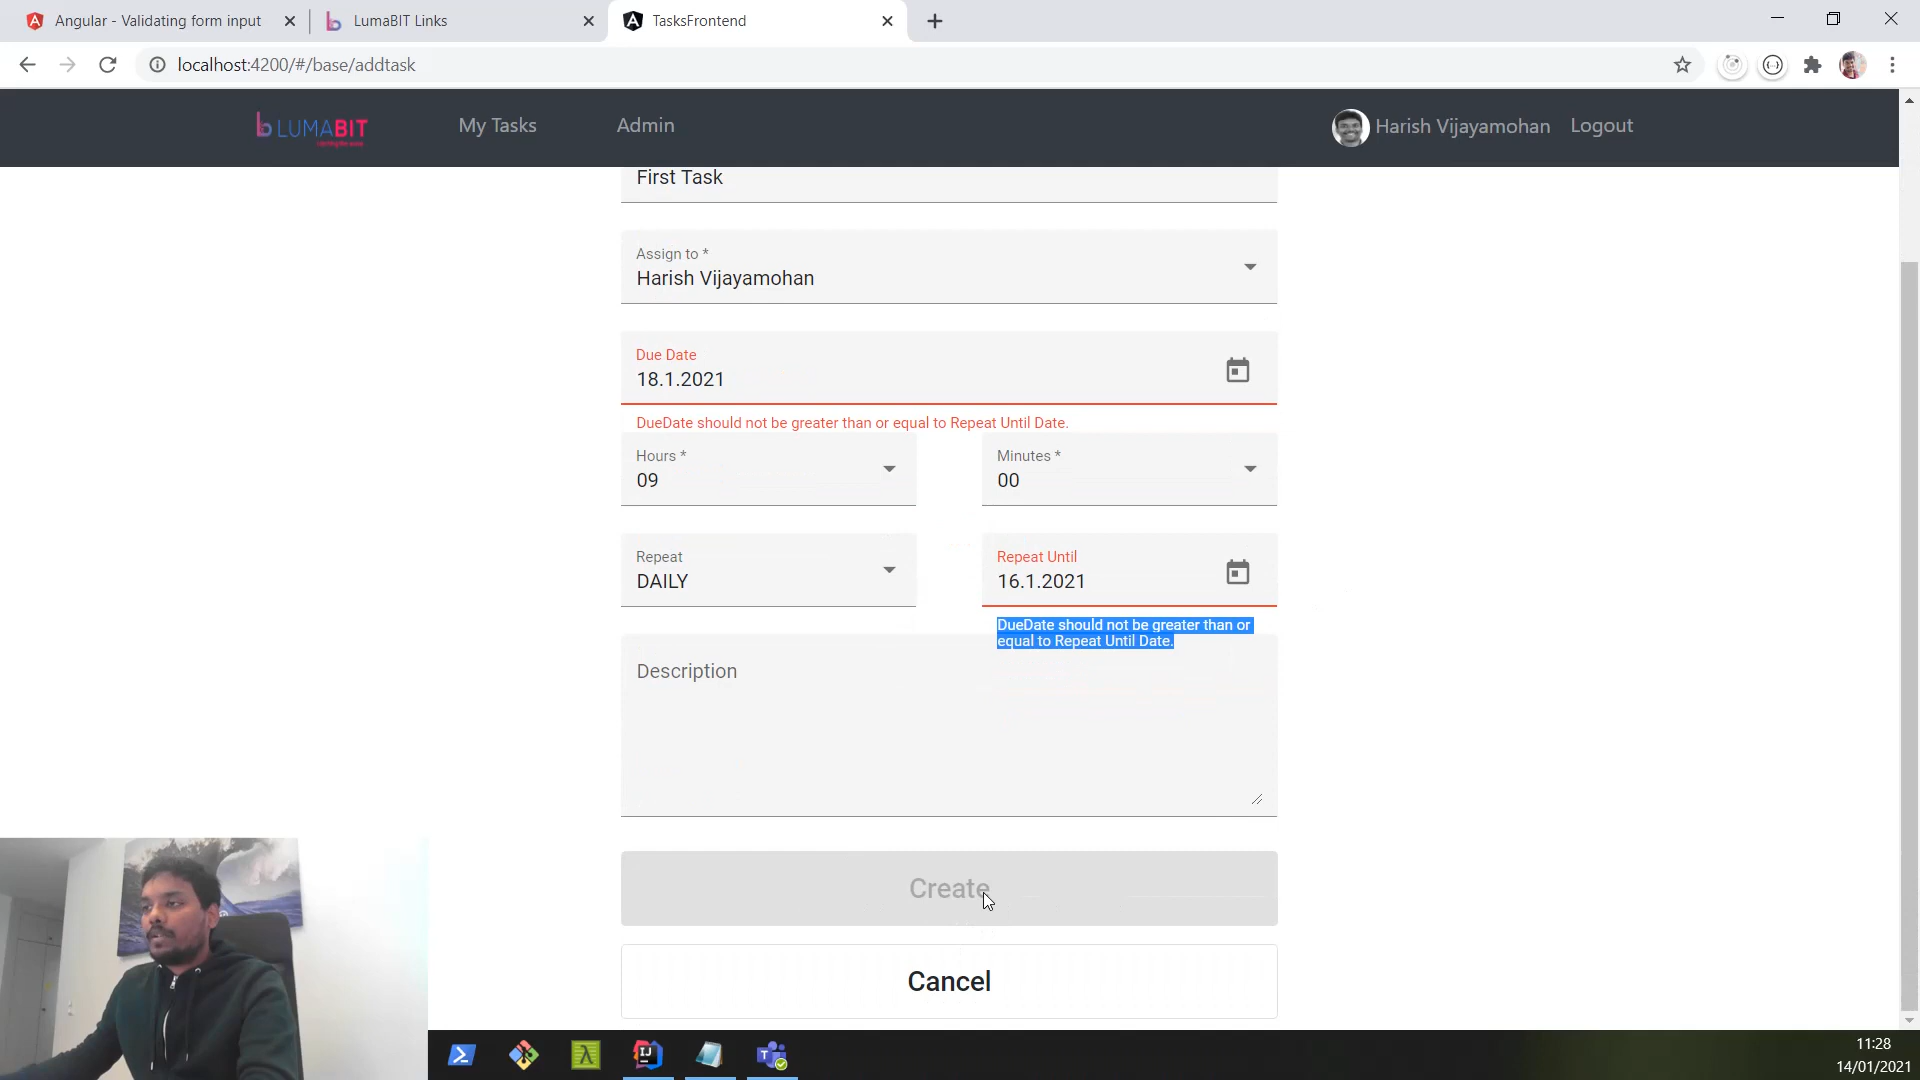 Angular - Validating form input
LumaBIT Links
TasksFrontend
localhost:4200/#/base/addtask
LUMABIT
My Tasks
Admin
Harish Vijayamohan
Logout
First Task
Assign to *
Harish Vijayamohan
Due Date
18.1.2021
DueDate should not be greater than or equal to Repeat Until Date.
Hours *
09
Minutes *
00
Repeat
DAILY
Repeat Until
16.1.2021
DueDate should not be greater than or
equal to Repeat Until Date.
Description
Create
Cancel
11:28
14/01/2021